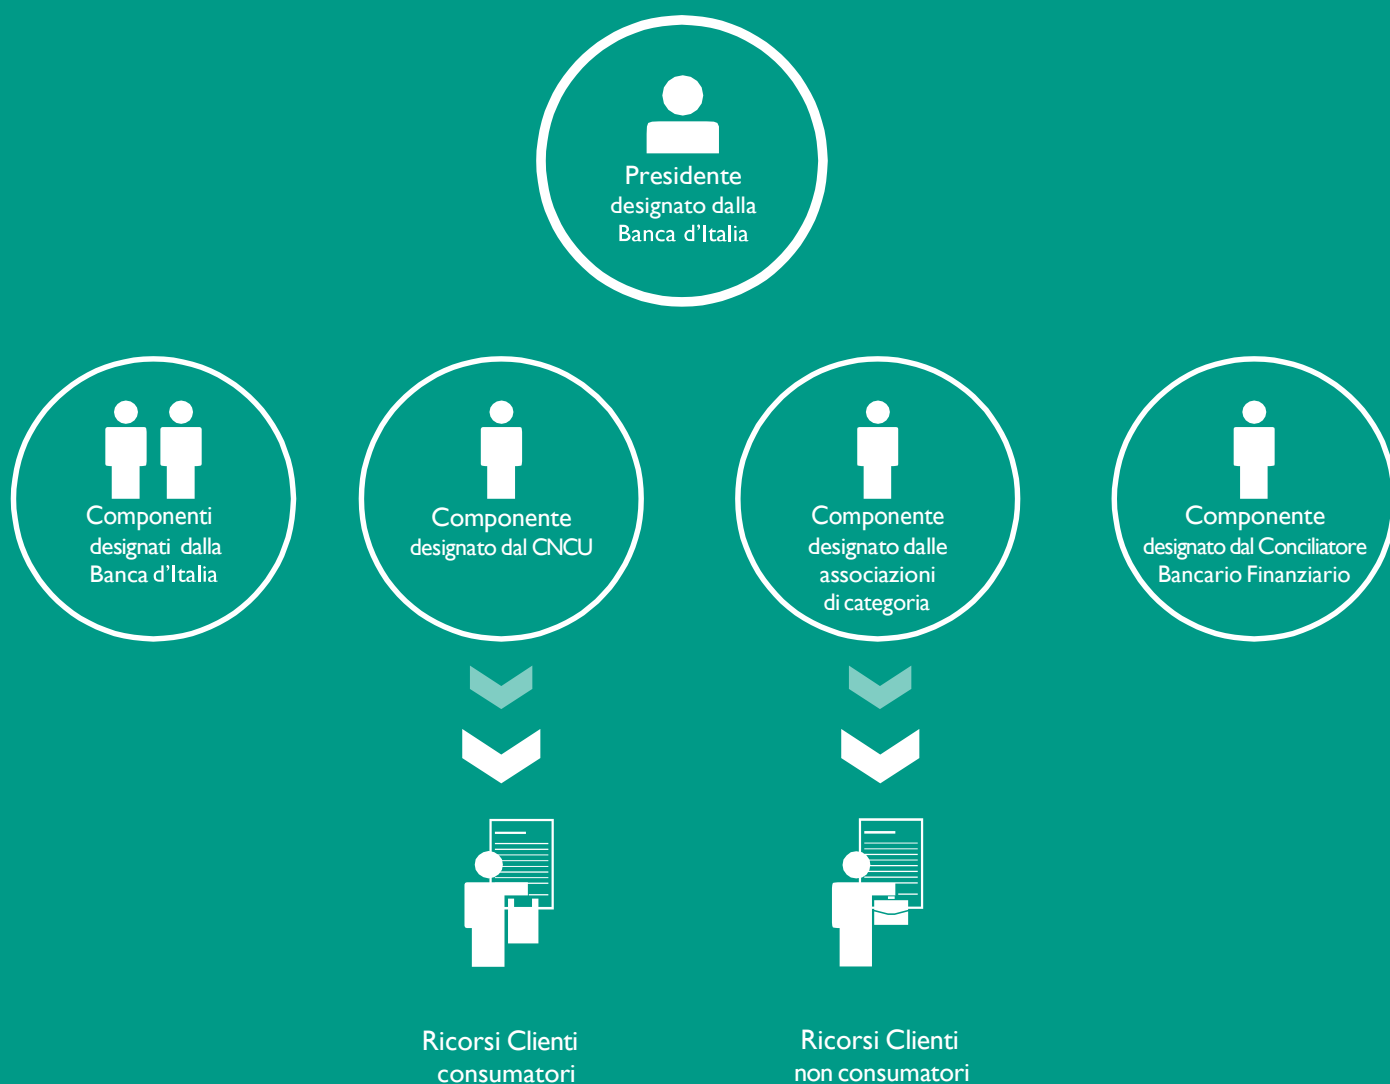 Presidente
designato dalla
Banca d'Italia
Componenti
designati dalla
Banca d'Italia
Componente
designato dal CNCU
Componente
designato dalle
associazioni
di categoria
Componente
designato dal Conciliatore
Bancario Finanziario
Ricorsi Clienti
consumatori
Ricorsi Clienti
non consumatori